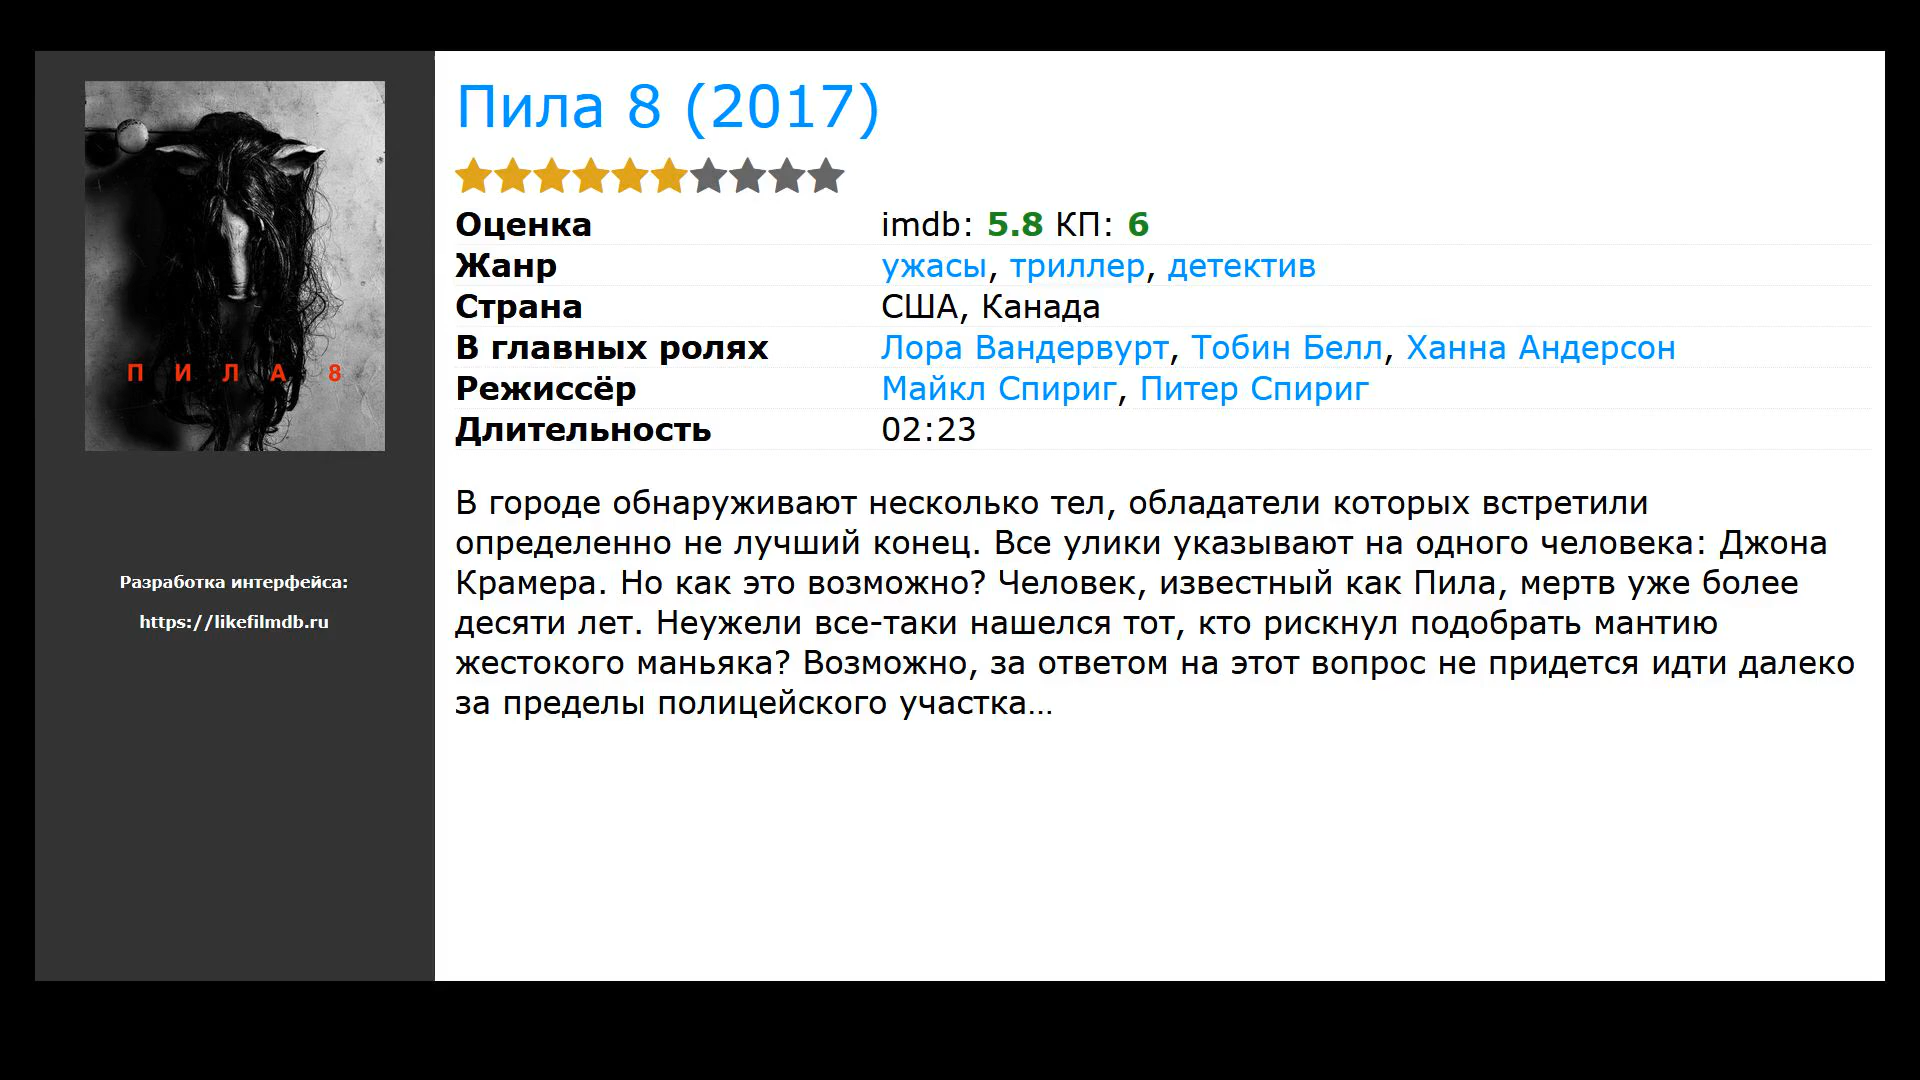 П И Л А 8
Разработка интерфейса:
https://likefilmdb.ru
Пила 8 (2017)
Оценка imdb: 5.8 КП: 6
Жанр ужасы, триллер, детектив
Страна США, Канада
В главных ролях Лора Вандервурт, Тобин Белл, Ханна Андерсон
Режиссёр Майкл Спириг, Питер Спириг
Длительность 02:23
В городе обнаруживают несколько тел, обладатели которых встретили
определенно не лучший конец. Все улики указывают на одного человека: Джона
Крамера. Но как это возможно? Человек, известный как Пила, мертв уже более
десяти лет. Неужели все-таки нашелся тот, кто рискнул подобрать мантию
жестокого маньяка? Возможно, за ответом на этот вопрос не придется идти далеко
за пределы полицейского участка…